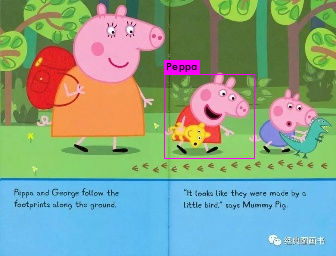 Peppa
Peppa and George follow the
footprints along the ground.
"It looks like they were made by a
little bird," says Mummy Pig.